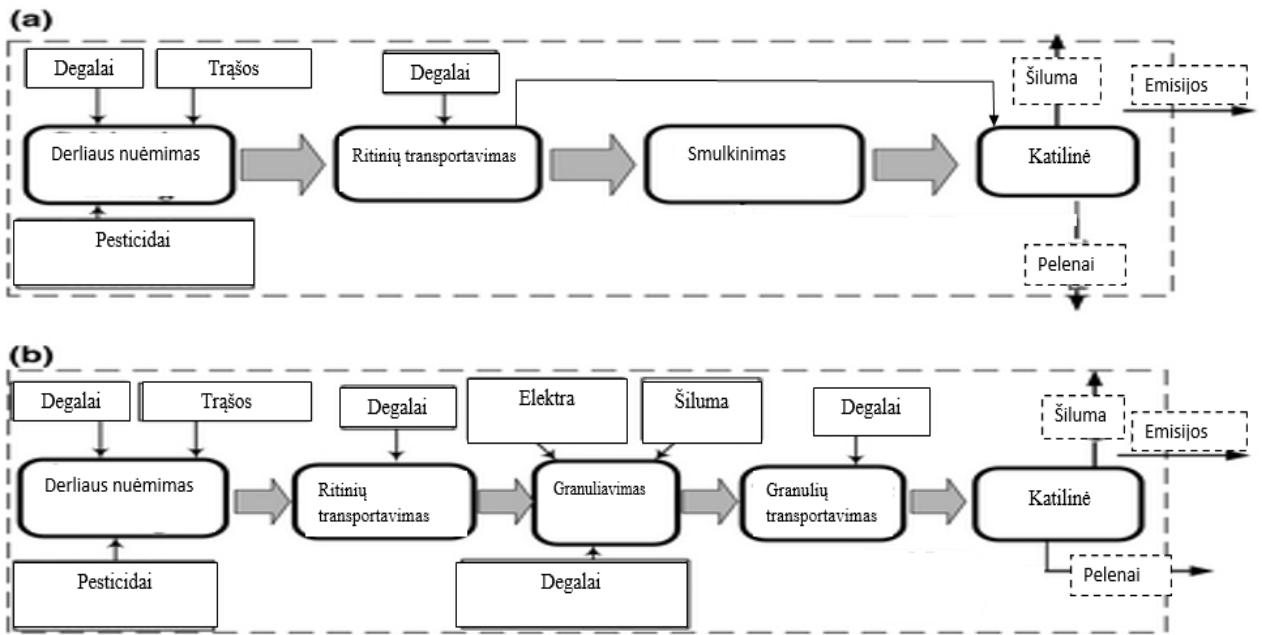 (a)
Degalai
Trąšos
Degalai
Šiluma
Emisijos
Derliaus nuėmimas
Ritinių transportavimas
Smulkinimas
Katilinė
Pesticidai
Pelenai
(b)
Degalai
Trąšos
Degalai
Elektra
Šiluma
Degalai
Šiluma
Emisijos
Derliaus nuėmimas
Ritinių
transportavimas
Granuliavimas
Granulių
transportavimas
Katilinė
Pesticidai
Degalai
Pelenai